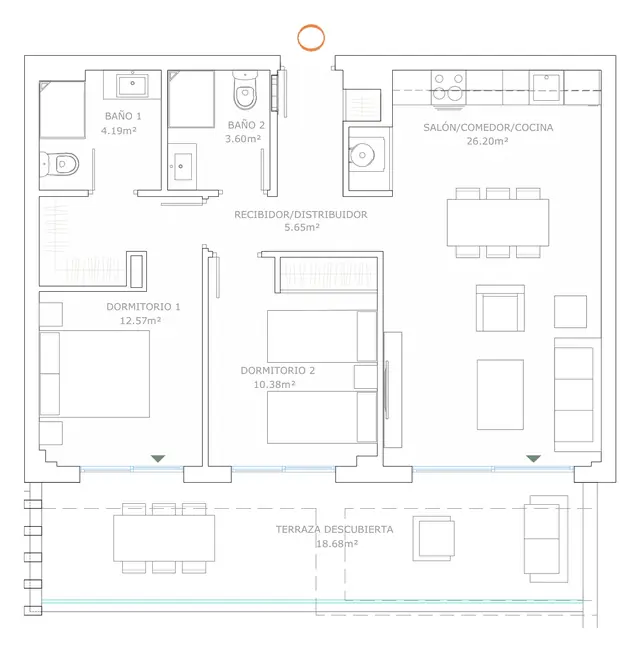 BAÑO 1
4.19m²
BAÑO 2
3.60m²
SALÓN/COMEDOR/COCINA
26.20m²
RECIBIDOR/DISTRIBUIDOR
5.65m²
DORMITORIO 1
12.57m²
DORMITORIO 2
10.38m²
TERRAZA DESCUBIERTA
18.68m²